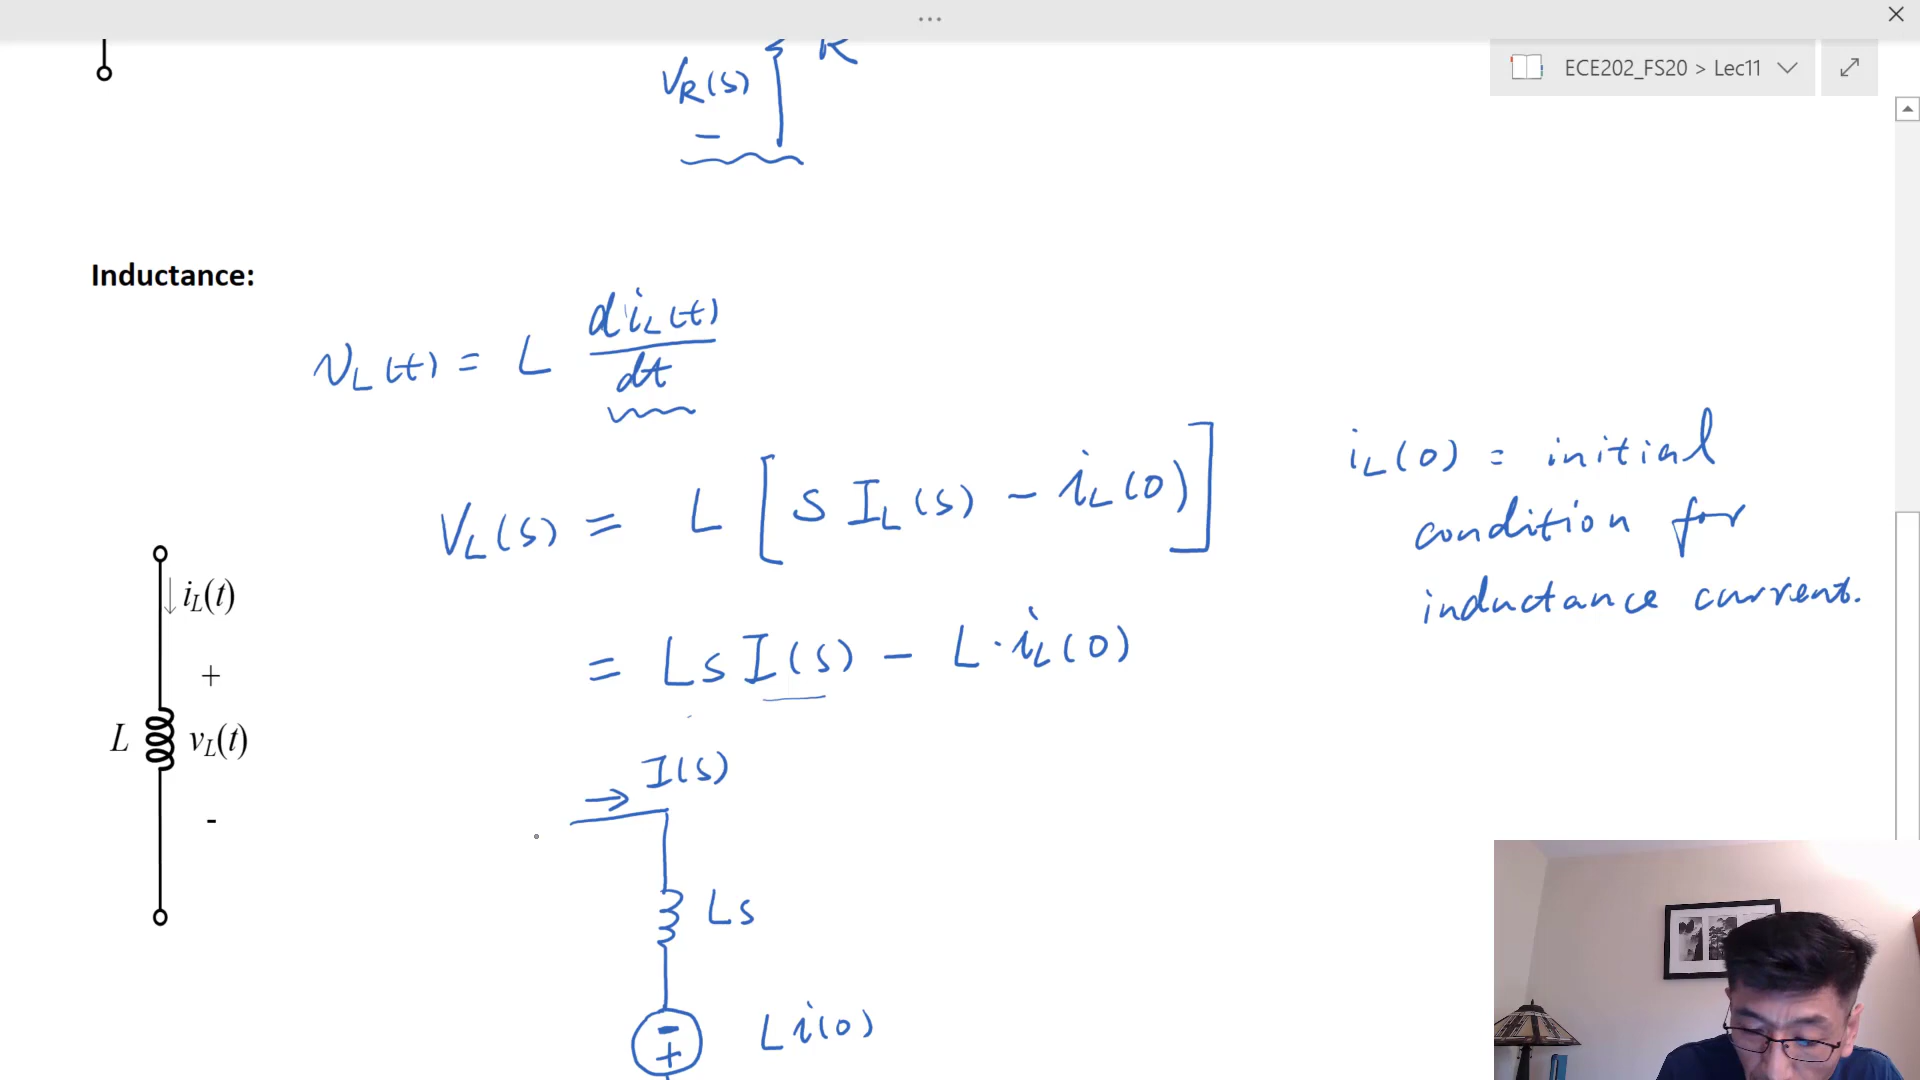 ...
ECE202_FS20 > Lec11
V_R(s)
R
-
Inductance:
v_L(t) = L di_L(t)/dt
V_L(s) = L [ s I_L(s) - i_L(0) ]
i_L(0) = initial
condition for
inductance current.
= Ls I(s) - L · i_L(0)
i_L(t)
+
L
v_L(t)
-
I(s)
Ls
- +
L i(0)